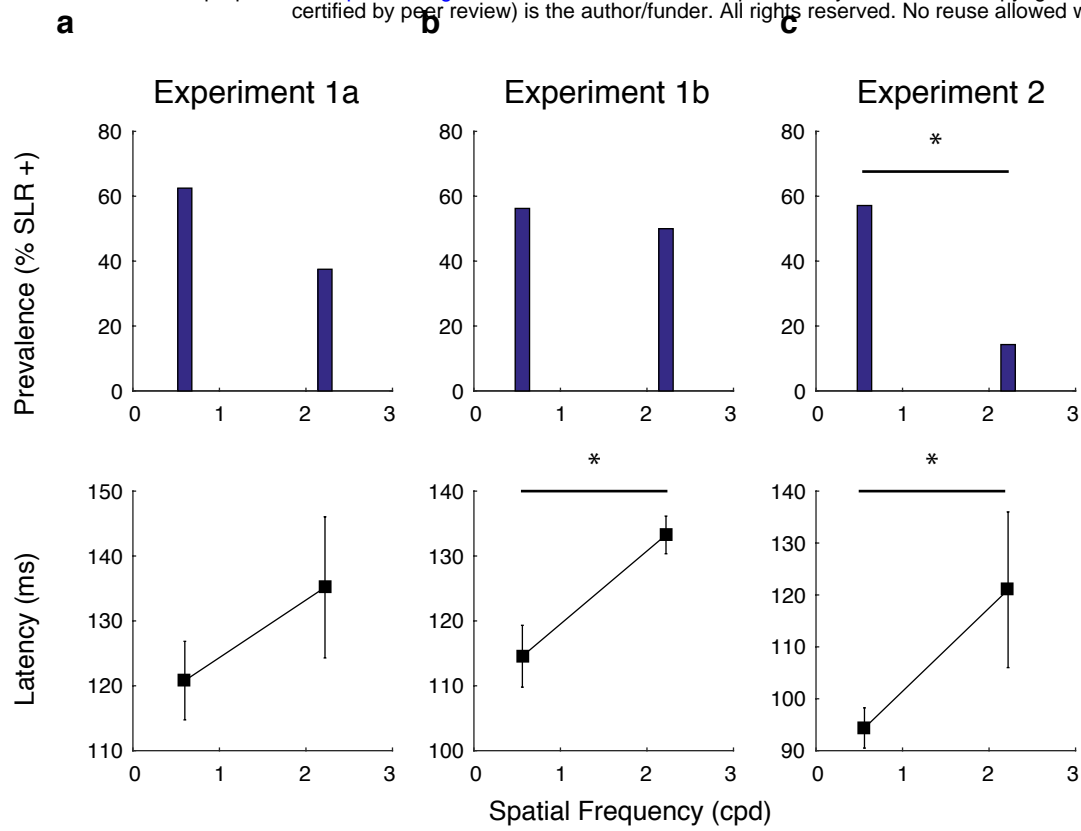 certified by peer review) is the author/funder. All rights reserved. No reuse allowed w
a b c
Experiment 1a Experiment 1b Experiment 2
Prevalence (% SLR +)
80 80 80
* 
60 60 60
40 40 40
20 20 20
0 0 0
0 1 2 3 0 1 2 3 0 1 2 3
* *
Latency (ms)
150 140 140
140 130 130
130 120 120
120 110 110
110 100 100
90
0 1 2 3 0 1 2 3 0 1 2 3
Spatial Frequency (cpd)